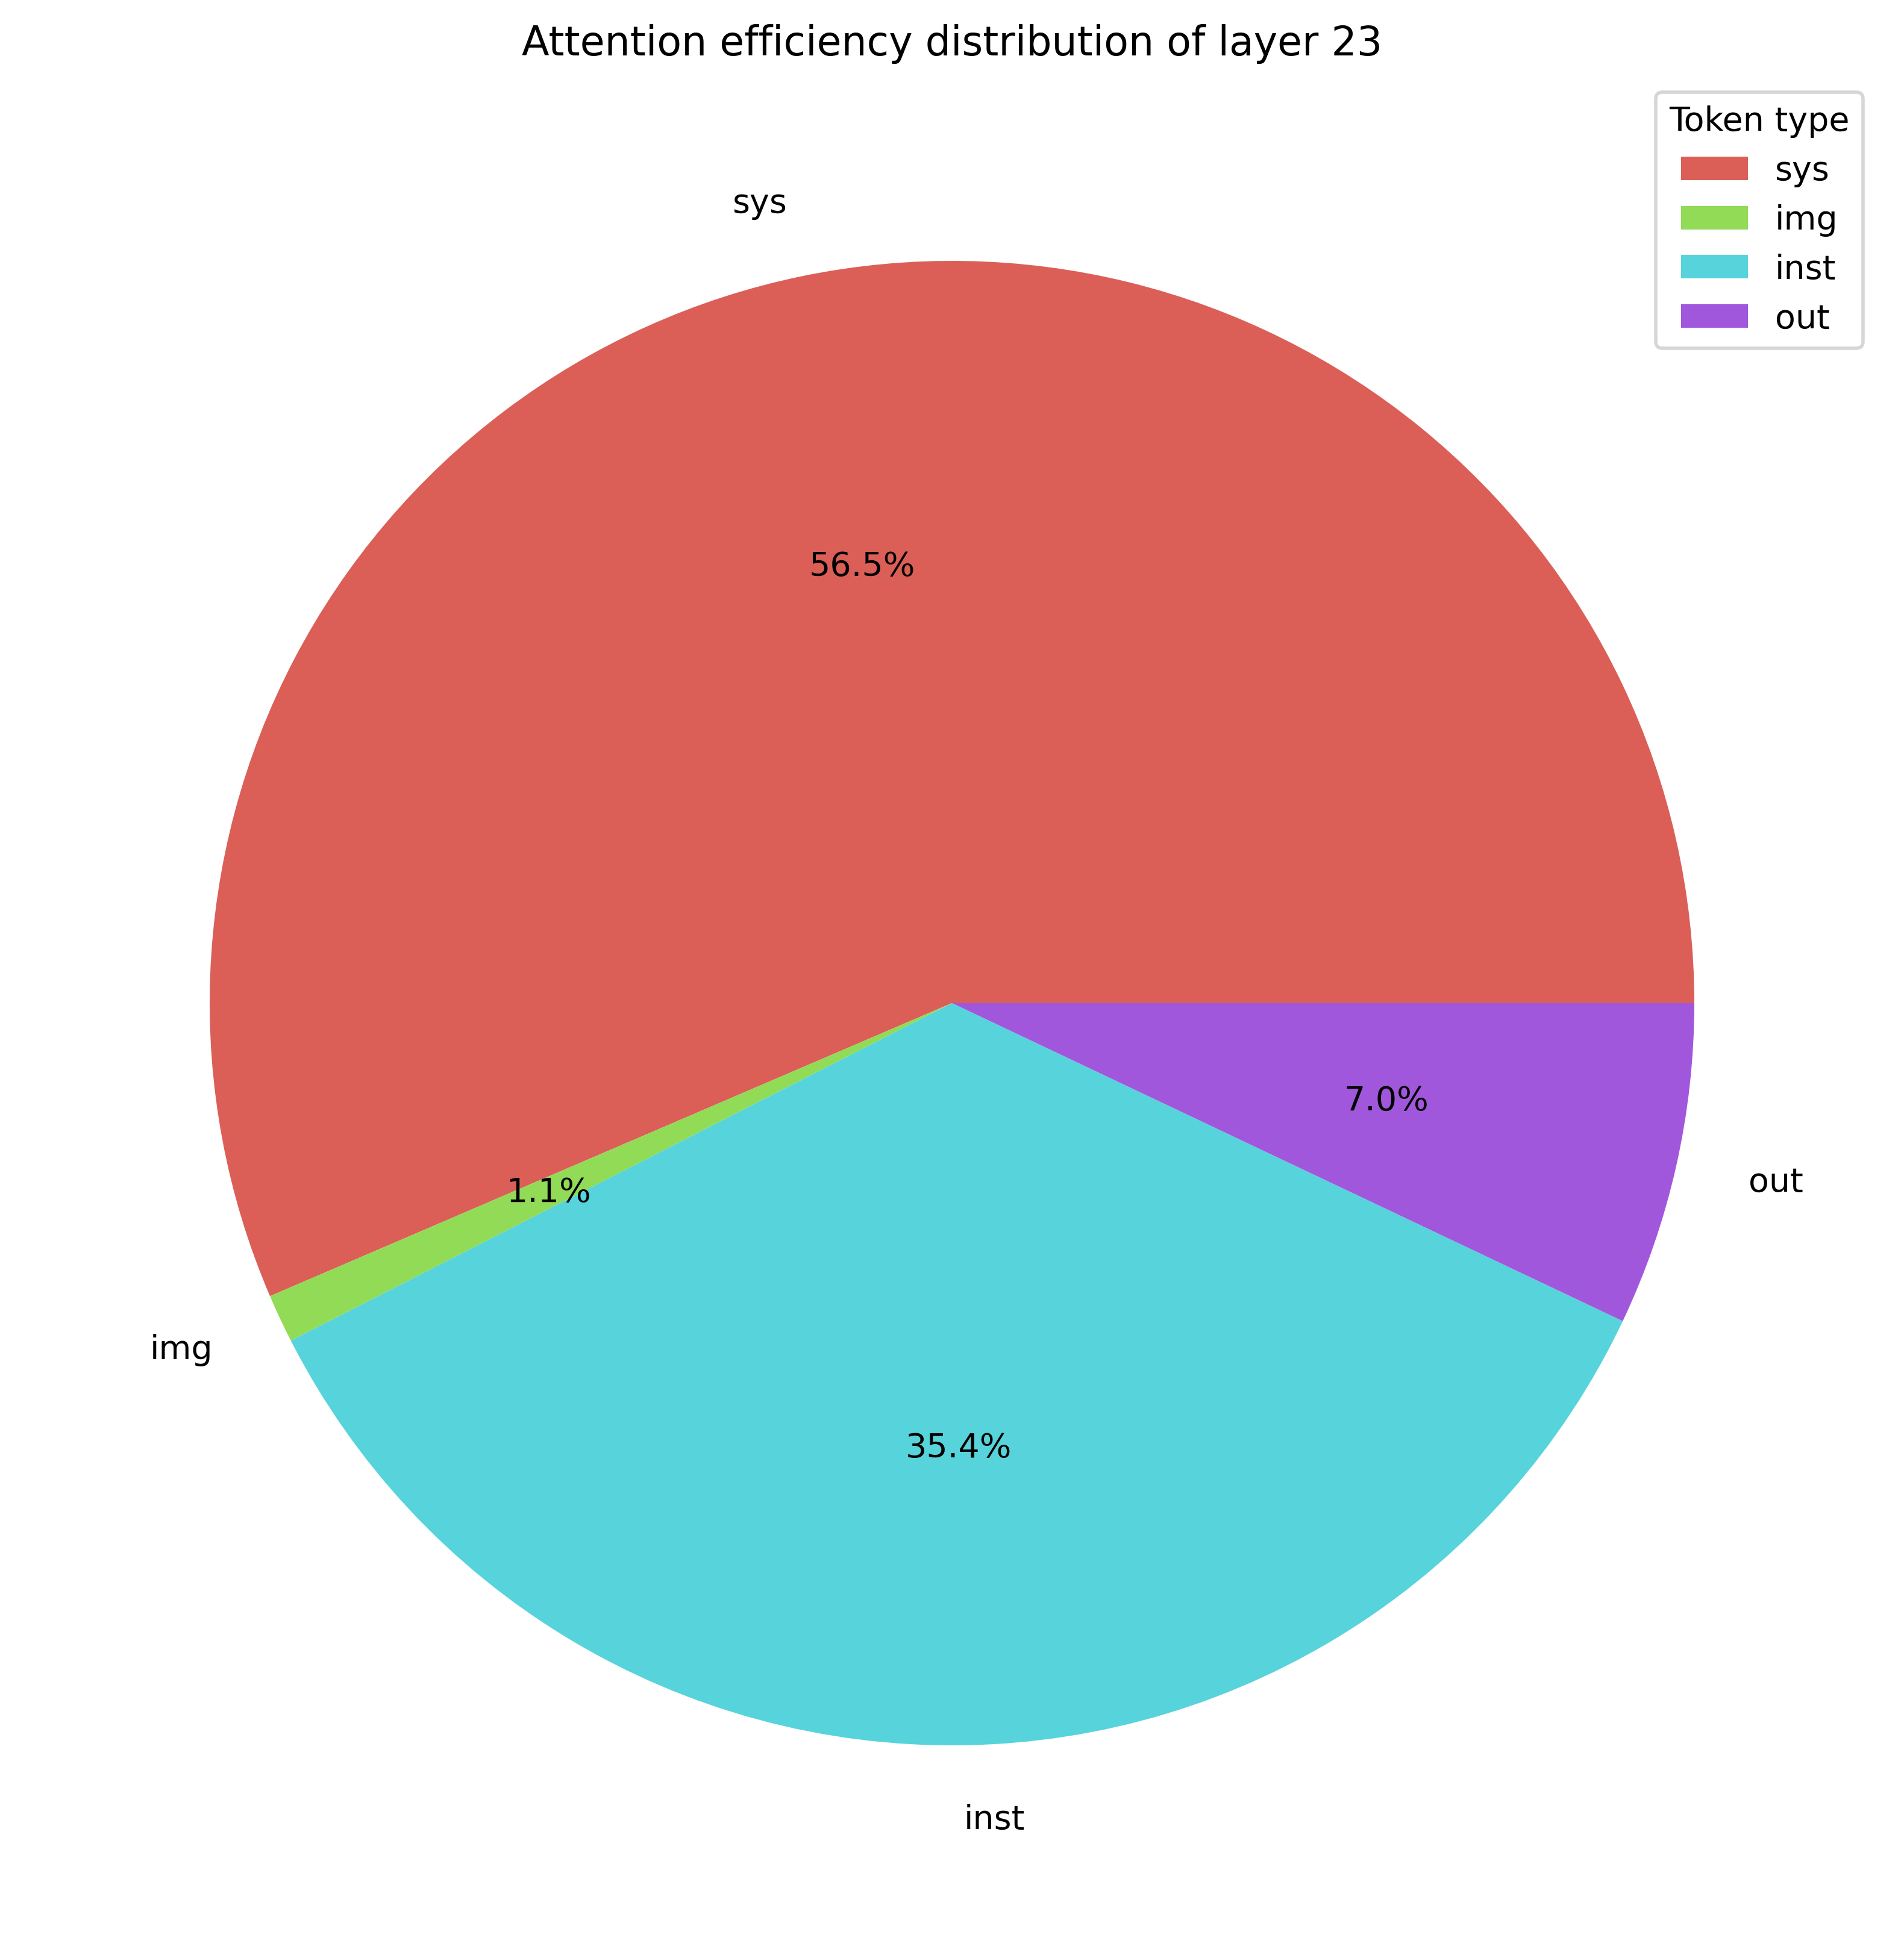 Attention efficiency distribution of layer 23
Token type
sys
img
inst
out
sys
56.5%
7.0%
out
1.1%
img
35.4%
inst